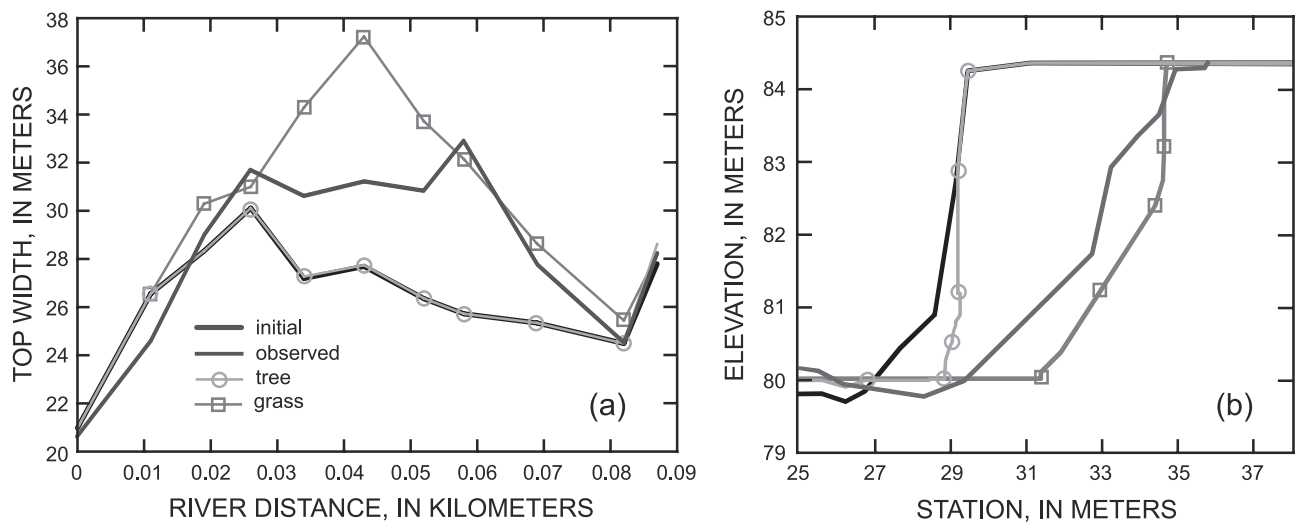 38
36
34
32
30
28
26
24
22
20
TOP WIDTH, IN METERS
initial
observed
tree
grass
(a)
0 0.01 0.02 0.03 0.04 0.05 0.06 0.07 0.08 0.09
RIVER DISTANCE, IN KILOMETERS
85
84
83
82
81
80
79
ELEVATION, IN METERS
(b)
25 27 29 31 33 35 37
STATION, IN METERS